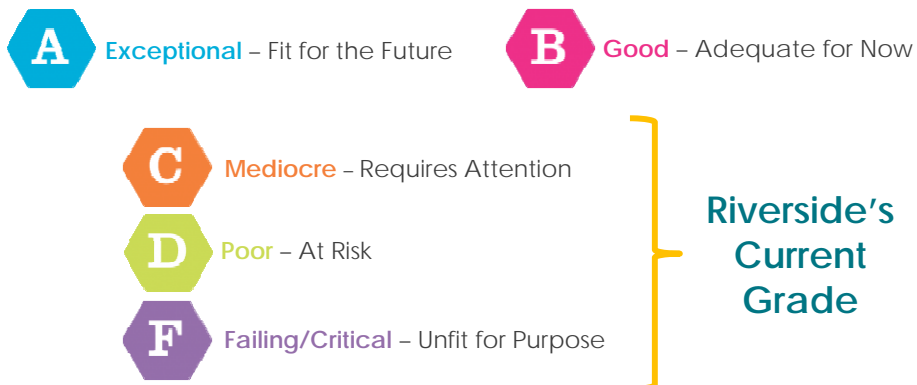 A Exceptional – Fit for the Future
B Good – Adequate for Now
C Mediocre – Requires Attention
D Poor – At Risk
F Failing/Critical – Unfit for Purpose
Riverside's
Current
Grade